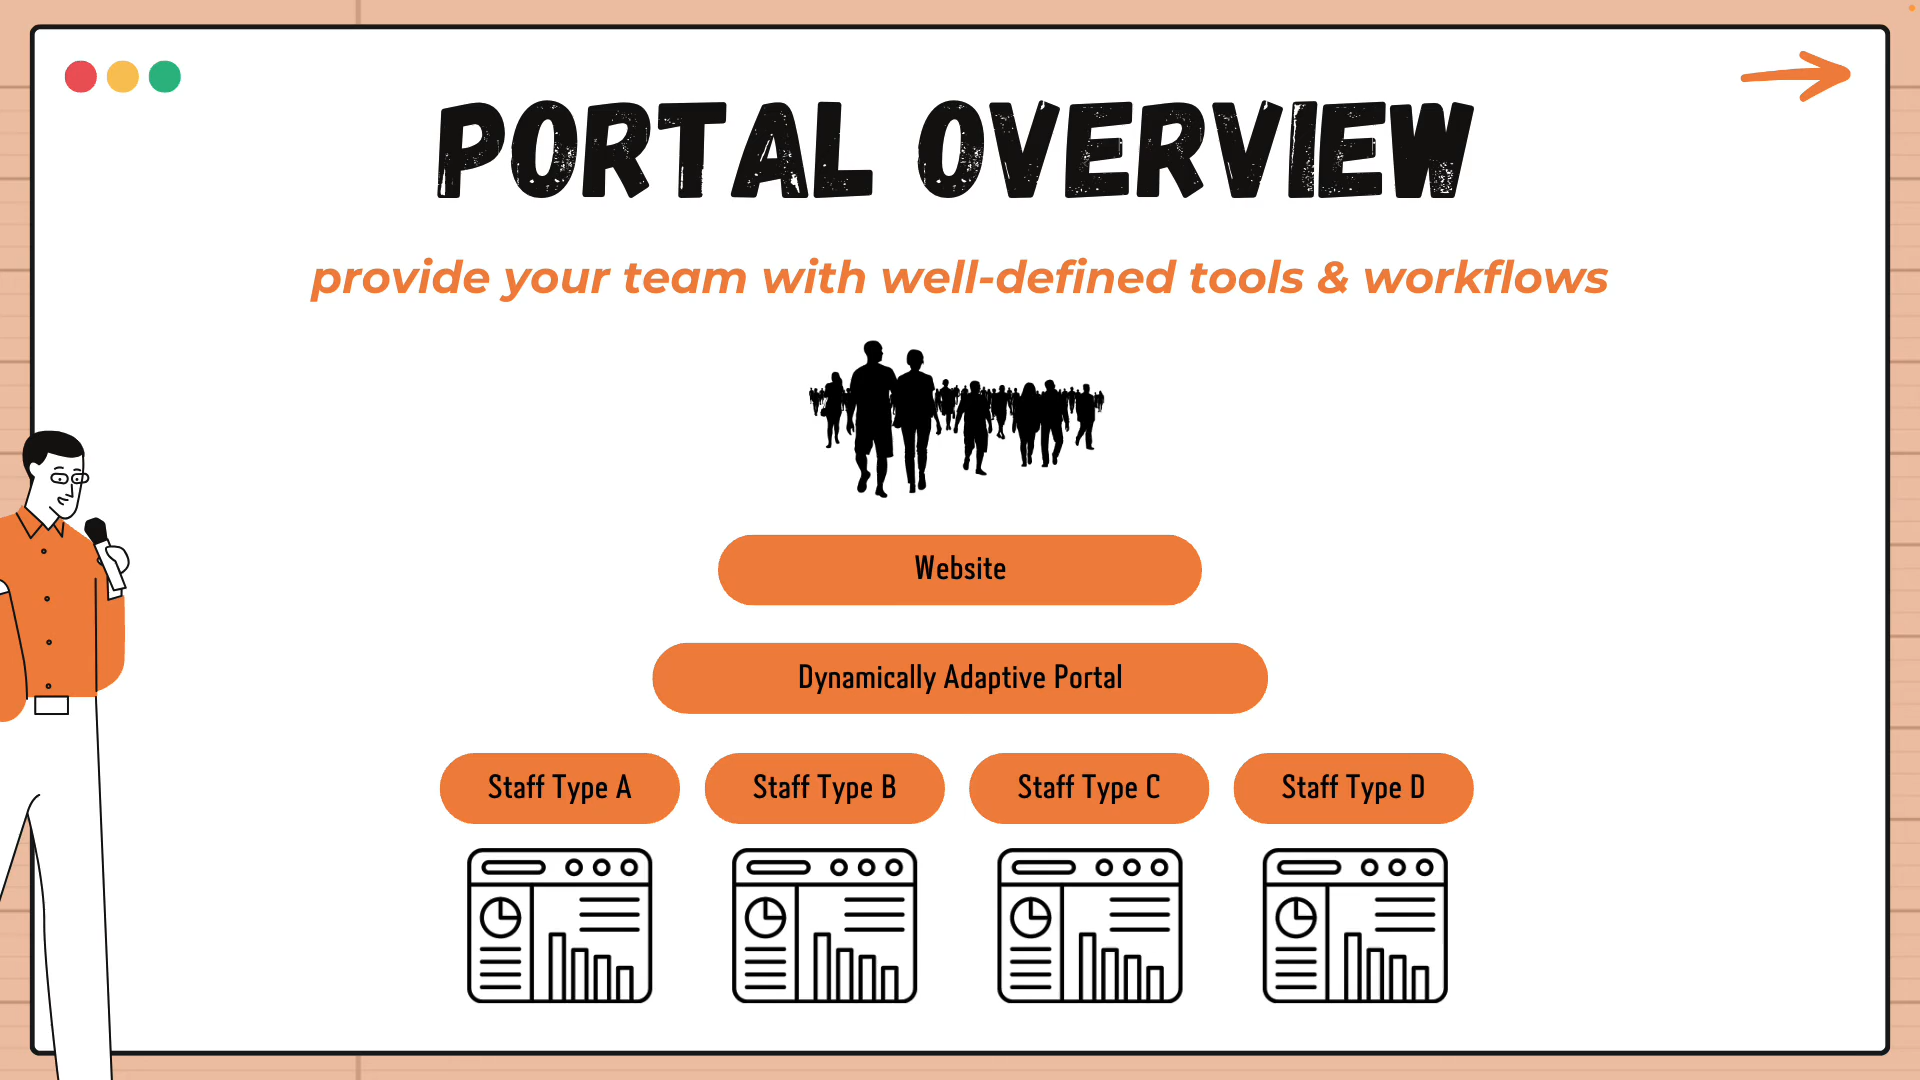 PORTAL OVERVIEW
provide your team with well-defined tools & workflows
Website
Dynamically Adaptive Portal
Staff Type A
Staff Type B
Staff Type C
Staff Type D